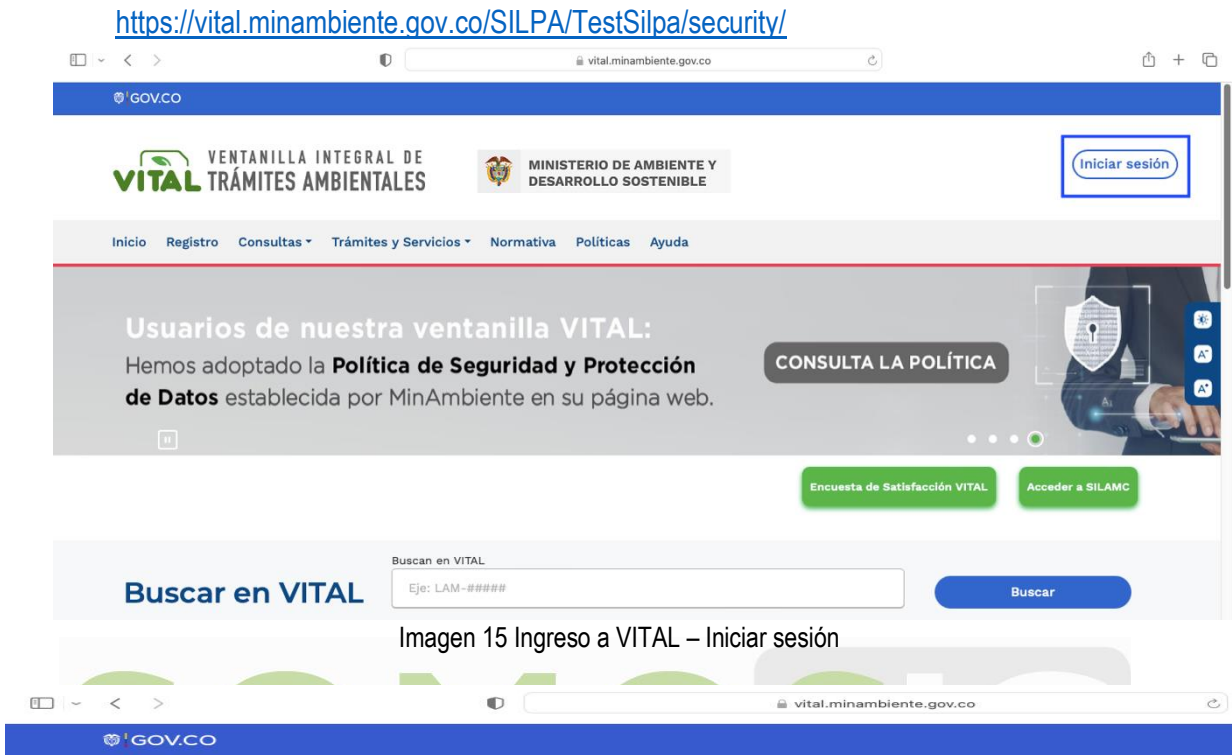 https://vital.minambiente.gov.co/SILPA/TestSilpa/security/
vital.minambiente.gov.co
GOV.CO
VITAL
VENTANILLA INTEGRAL DE
TRÁMITES AMBIENTALES
MINISTERIO DE AMBIENTE Y
DESARROLLO SOSTENIBLE
Iniciar sesión
Inicio Registro Consultas Trámites y Servicios Normativa Políticas Ayuda
Usuarios de nuestra ventanilla VITAL:
Hemos adoptado la Política de Seguridad y Protección
de Datos establecida por MinAmbiente en su página web.
CONSULTA LA POLÍTICA
A-
A+
Encuesta de Satisfacción VITAL
Acceder a SILAMC
Buscan en VITAL
Buscar en VITAL
Eje: LAM-#####
Buscar
Imagen 15 Ingreso a VITAL – Iniciar sesión
vital.minambiente.gov.co
GOV.CO